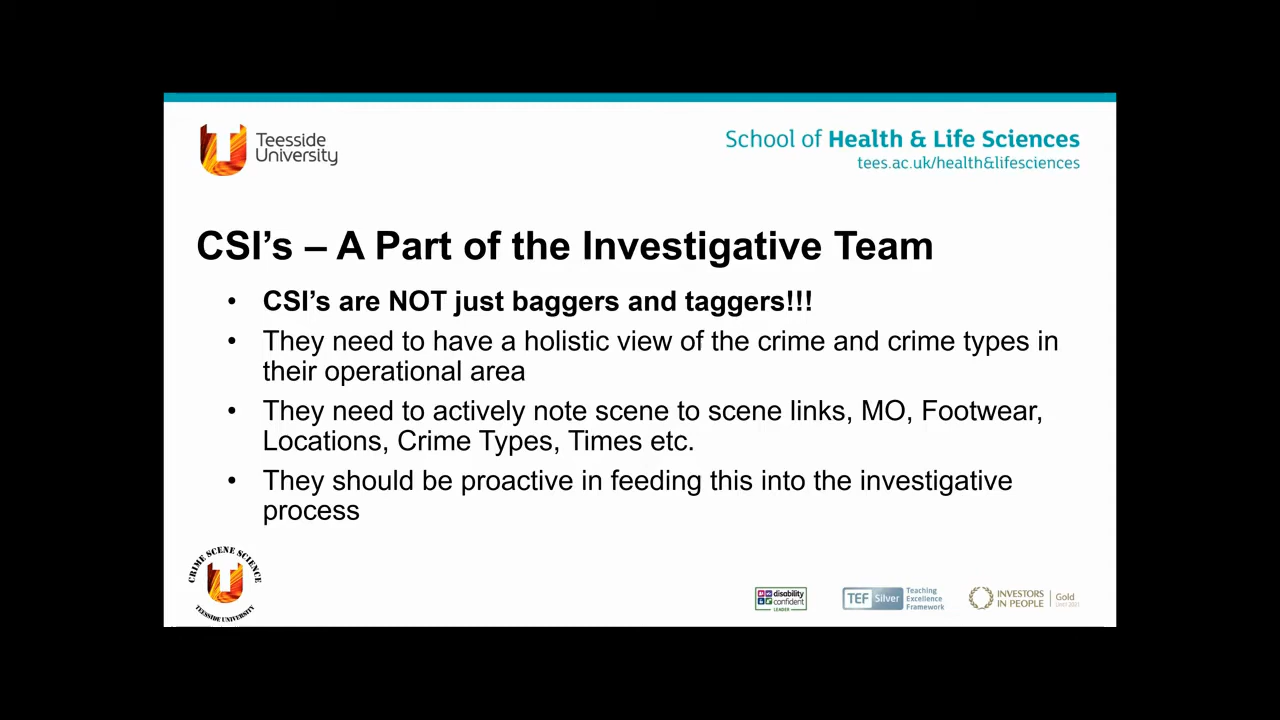 Teesside
University
School of Health & Life Sciences
tees.ac.uk/health&lifesciences
CSI’s – A Part of the Investigative Team
• CSI’s are NOT just baggers and taggers!!!
• They need to have a holistic view of the crime and crime types in
their operational area
• They need to actively note scene to scene links, MO, Footwear,
Locations, Crime Types, Times etc.
• They should be proactive in feeding this into the investigative
process
CRIME SCENE SCIENCE
TEESSIDE UNIVERSITY
disability
confident
LEADER
TEF Silver
Teaching
Excellence
Framework
INVESTORS
IN PEOPLE
Gold
Until 2021